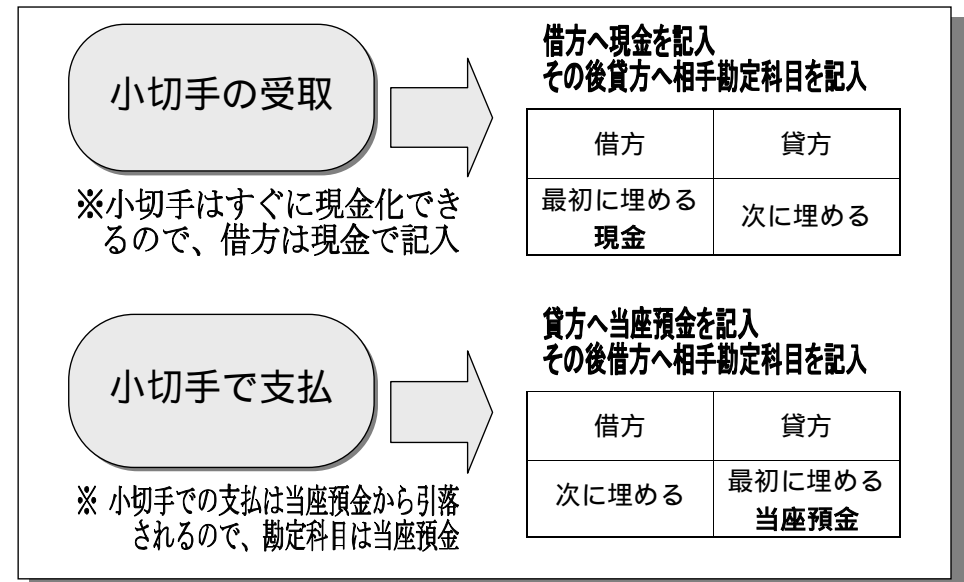 小切手の受取
※小切手はすぐに現金化でき
るので、借方は現金で記入
借方へ現金を記入
その後貸方へ相手勘定科目を記入
借方 貸方
最初に埋める
現金
次に埋める
小切手で支払
※ 小切手での支払は当座預金から引落
されるので、勘定科目は当座預金
貸方へ当座預金を記入
その後借方へ相手勘定科目を記入
借方 貸方
次に埋める
最初に埋める
当座預金